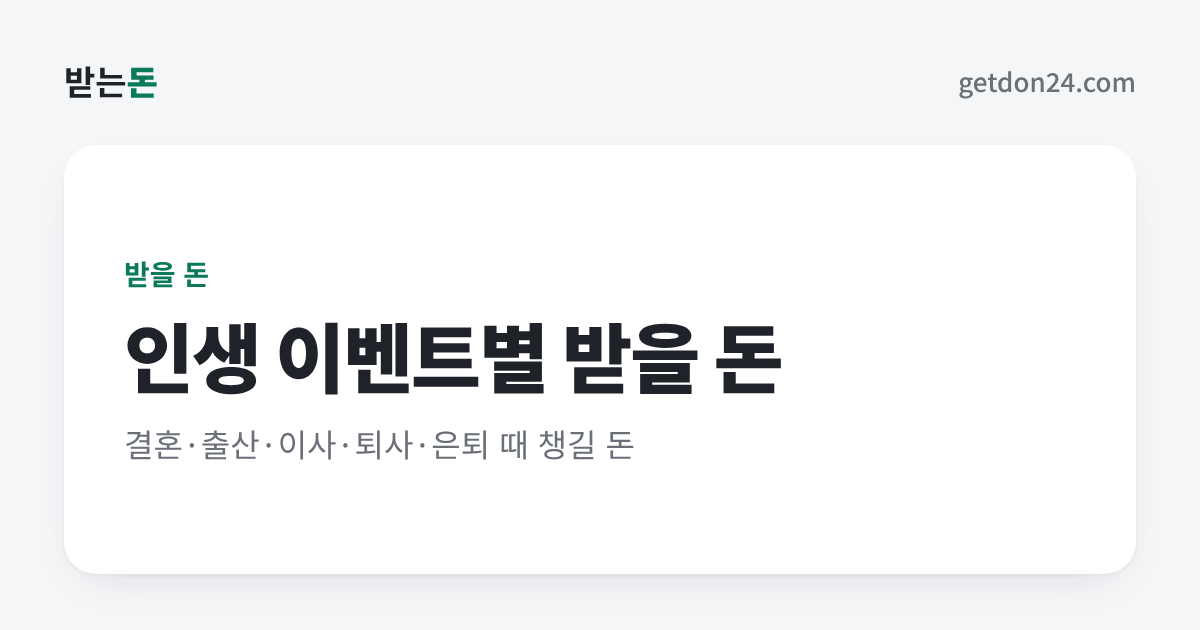 받는돈
getdon24.com
받을 돈
인생 이벤트별 받을 돈
결혼·출산·이사·퇴사·은퇴 때 챙길 돈